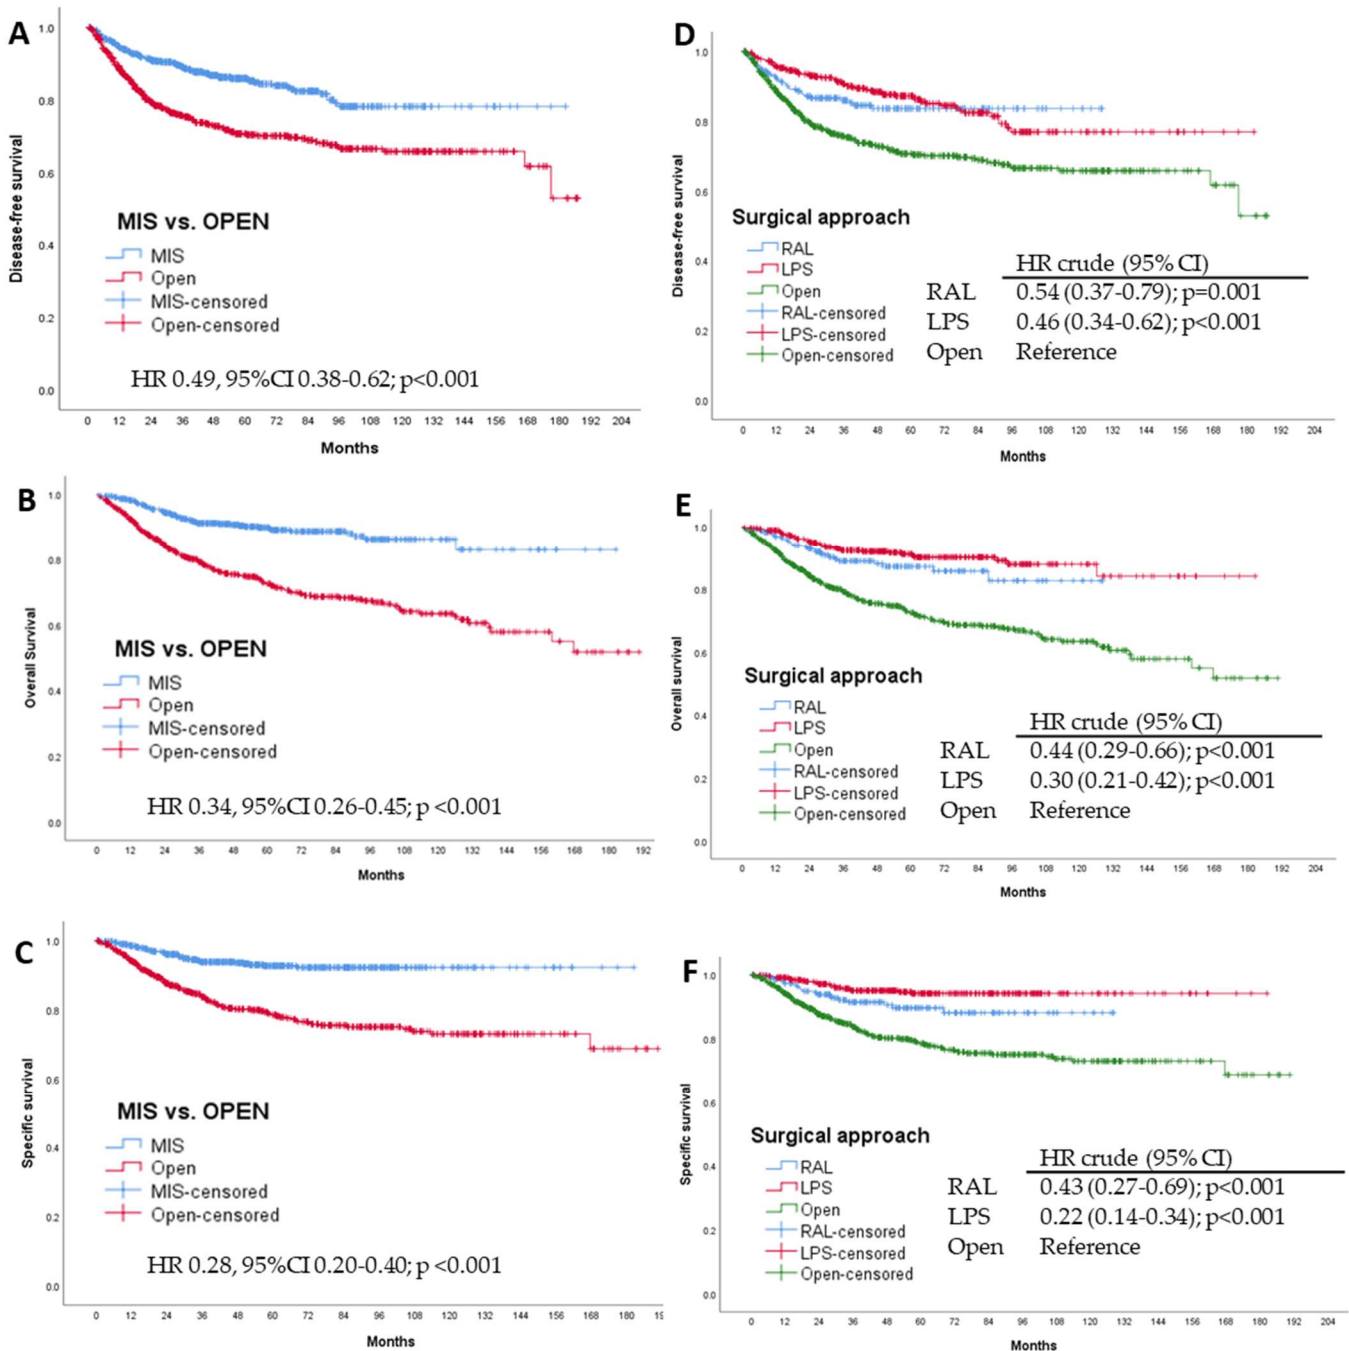 A
1.0
0.8
0.6
0.4
0.2
0.0
Disease-free survival
MIS vs. OPEN
MIS
Open
MIS-censored
Open-censored
HR 0.49, 95%CI 0.38-0.62; p<0.001
0 12 24 36 48 60 72 84 96 108 120 132 144 156 168 180 192 204
Months
D
1.0
0.8
0.6
0.4
0.2
0.0
Disease-free survival
Surgical approach
RAL
LPS
Open
RAL-censored
LPS-censored
Open-censored
HR crude (95% CI)
RAL 0.54 (0.37-0.79); p=0.001
LPS 0.46 (0.34-0.62); p<0.001
Open Reference
0 12 24 36 48 60 72 84 96 108 120 132 144 156 168 180 192 204
Months
B
1.0
0.8
0.6
0.4
0.2
0.0
Overall Survival
MIS vs. OPEN
MIS
Open
MIS-censored
Open-censored
HR 0.34, 95%CI 0.26-0.45; p <0.001
0 12 24 36 48 60 72 84 96 108 120 132 144 156 168 180 192
Months
E
1.0
0.8
0.6
0.4
0.2
0.0
Overall survival
Surgical approach
RAL
LPS
Open
RAL-censored
LPS-censored
Open-censored
HR crude (95% CI)
RAL 0.44 (0.29-0.66); p<0.001
LPS 0.30 (0.21-0.42); p<0.001
Open Reference
0 12 24 36 48 60 72 84 96 108 120 132 144 156 168 180 192 204
Months
C
1.0
0.8
0.6
0.4
0.2
0.0
Specific survival
MIS vs. OPEN
MIS
Open
MIS-censored
Open-censored
HR 0.28, 95%CI 0.20-0.40; p <0.001
0 12 24 36 48 60 72 84 96 108 120 132 144 156 168 180
Months
F
1.0
0.8
0.6
0.4
0.2
0.0
Specific survival
Surgical approach
RAL
LPS
Open
RAL-censored
LPS-censored
Open-censored
HR crude (95% CI)
RAL 0.43 (0.27-0.69); p<0.001
LPS 0.22 (0.14-0.34); p<0.001
Open Reference
0 12 24 36 48 60 72 84 96 108 120 132 144 156 168 180 192 204
Months